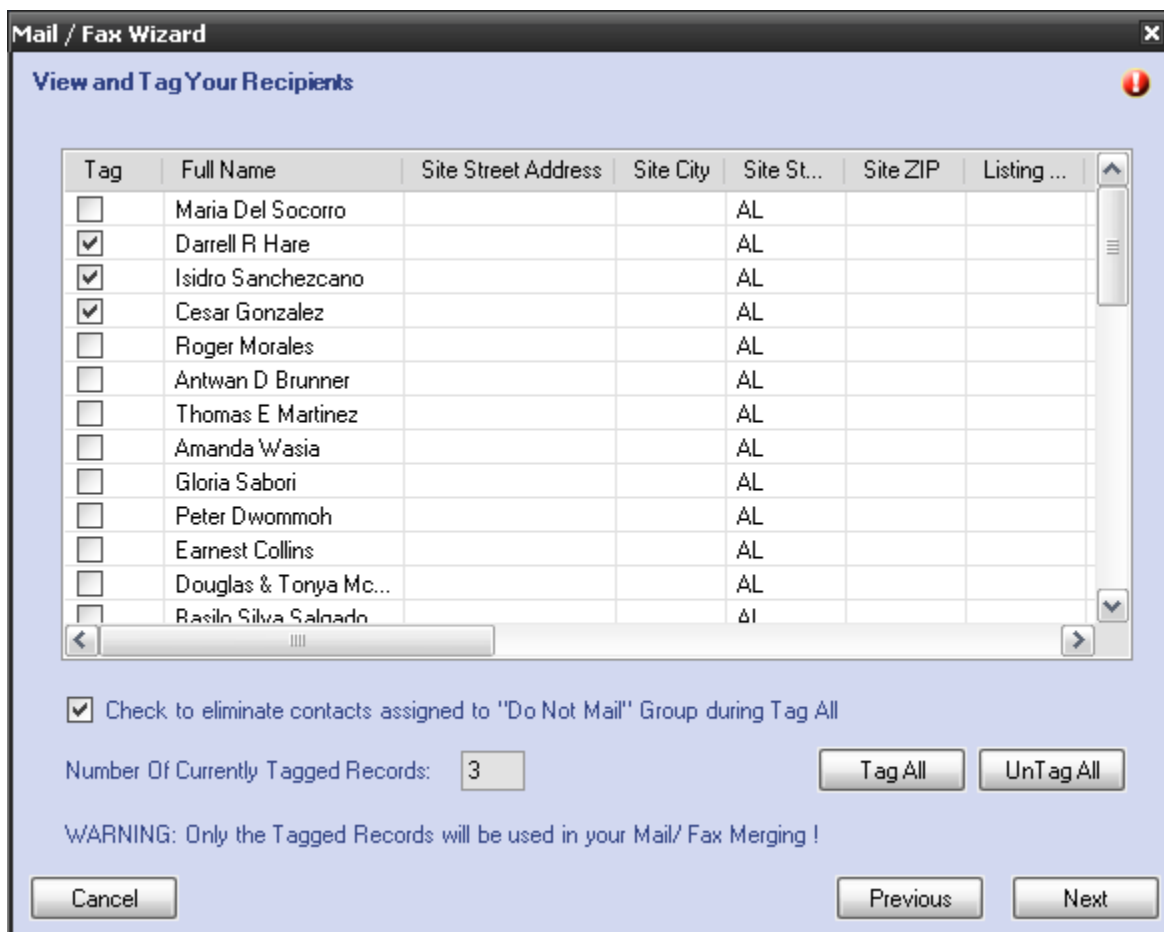 Mail / Fax Wizard
View and Tag Your Recipients
Tag Full Name Site Street Address Site City Site St... Site ZIP Listing ...
Maria Del Socorro AL
Darrell R Hare AL
Isidro Sanchezcano AL
Cesar Gonzalez AL
Roger Morales AL
Antwan D Brunner AL
Thomas E Martinez AL
Amanda Wasia AL
Gloria Sabori AL
Peter Dwommoh AL
Earnest Collins AL
Douglas & Tonya Mc... AL
Basilo Silva Salgado AL
Check to eliminate contacts assigned to "Do Not Mail" Group during Tag All
Number Of Currently Tagged Records: 3 Tag All UnTag All
WARNING: Only the Tagged Records will be used in your Mail/ Fax Merging !
Cancel Previous Next